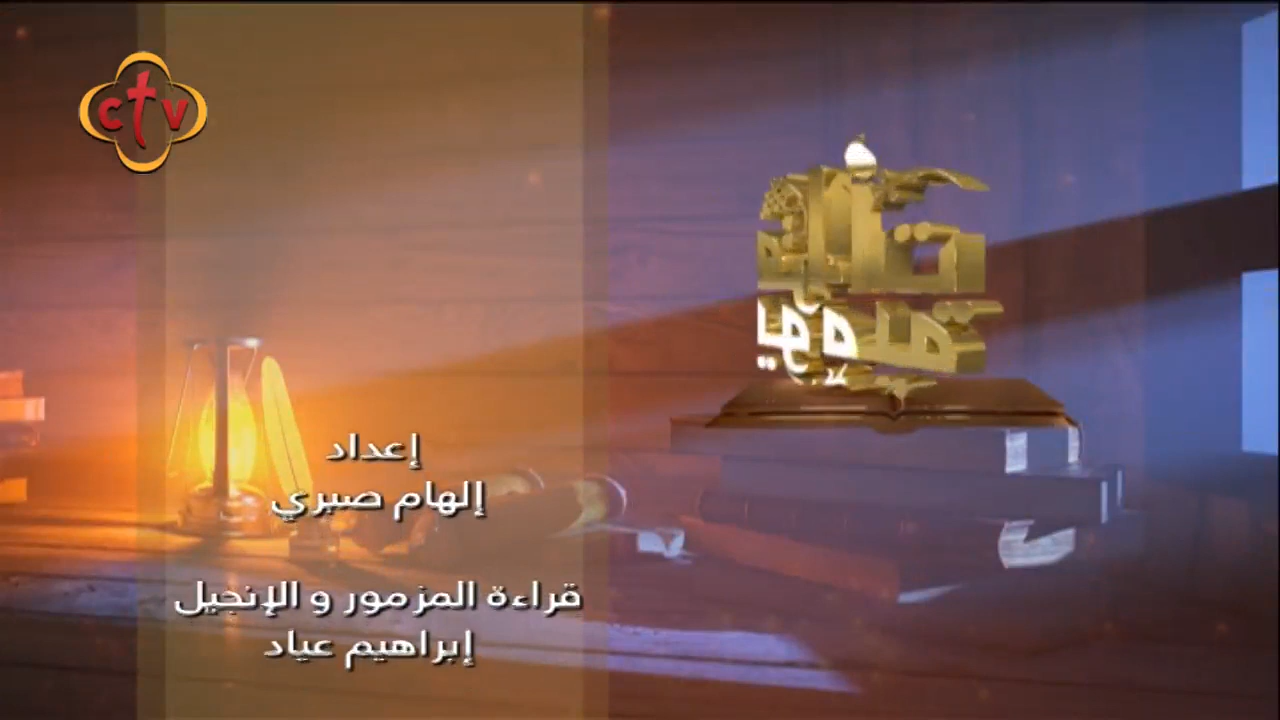 ctv
إعداد
إلهام صبري
قراءة المزمور و الإنجيل
إبراهيم عياد